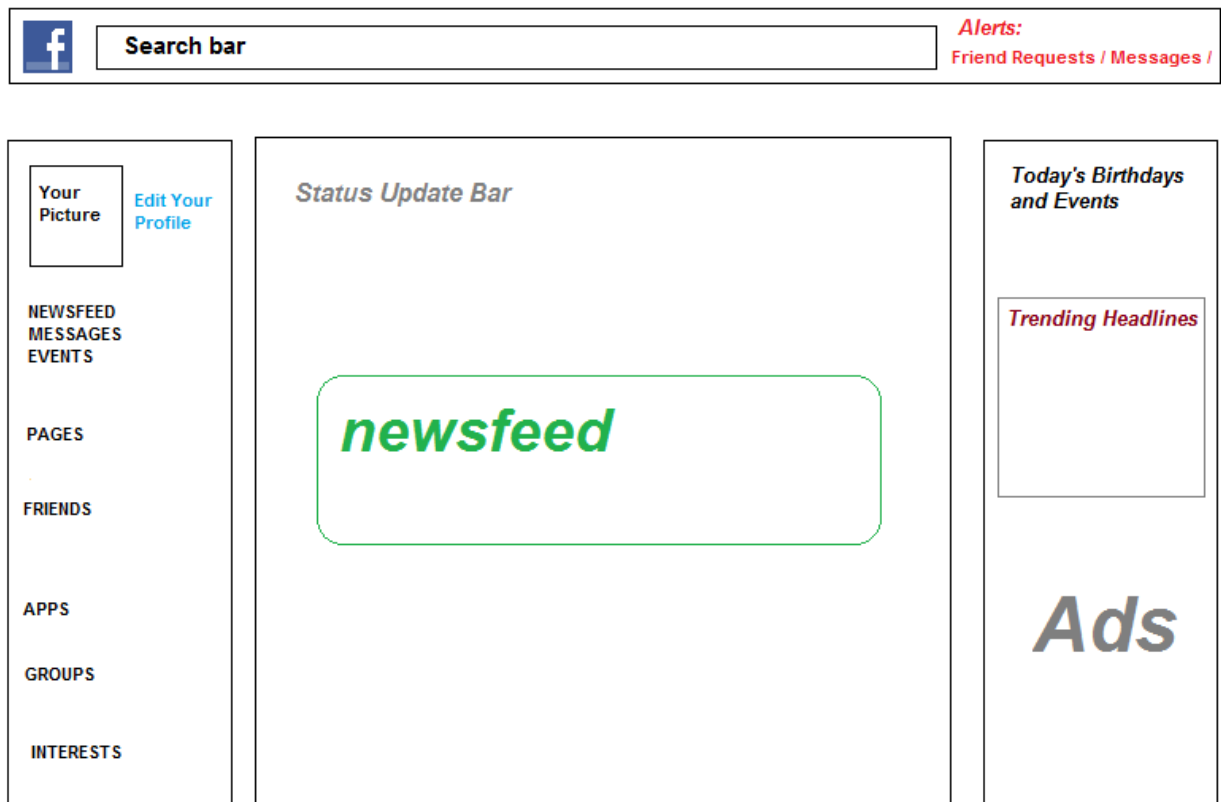 f
Search bar
Alerts:
Friend Requests / Messages /
Your
Picture
Edit Your
Profile
NEWSFEED
MESSAGES
EVENTS
PAGES
FRIENDS
APPS
GROUPS
INTERESTS
Status Update Bar
newsfeed
Today's Birthdays
and Events
Trending Headlines
Ads